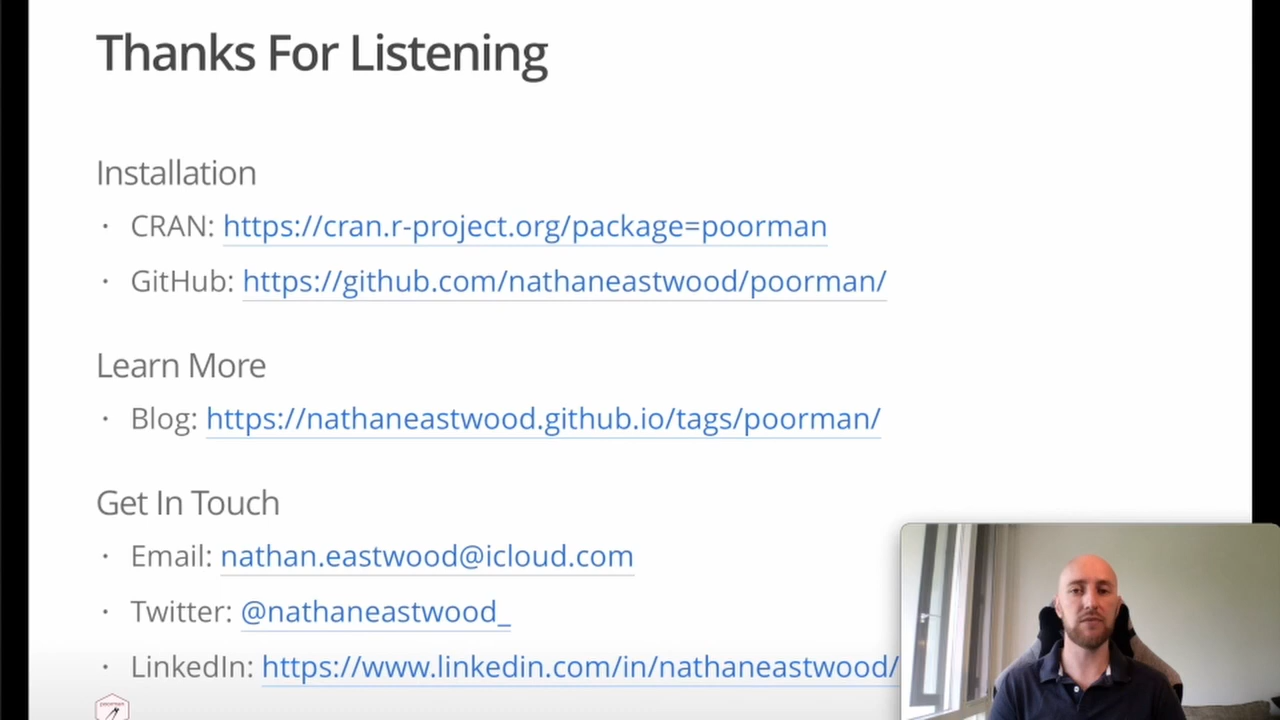 Thanks For Listening
Installation
· CRAN: https://cran.r-project.org/package=poorman
· GitHub: https://github.com/nathaneastwood/poorman/
Learn More
· Blog: https://nathaneastwood.github.io/tags/poorman/
Get In Touch
· Email: nathan.eastwood@icloud.com
· Twitter: @nathaneastwood_
· LinkedIn: https://www.linkedin.com/in/nathaneastwood/
poorman